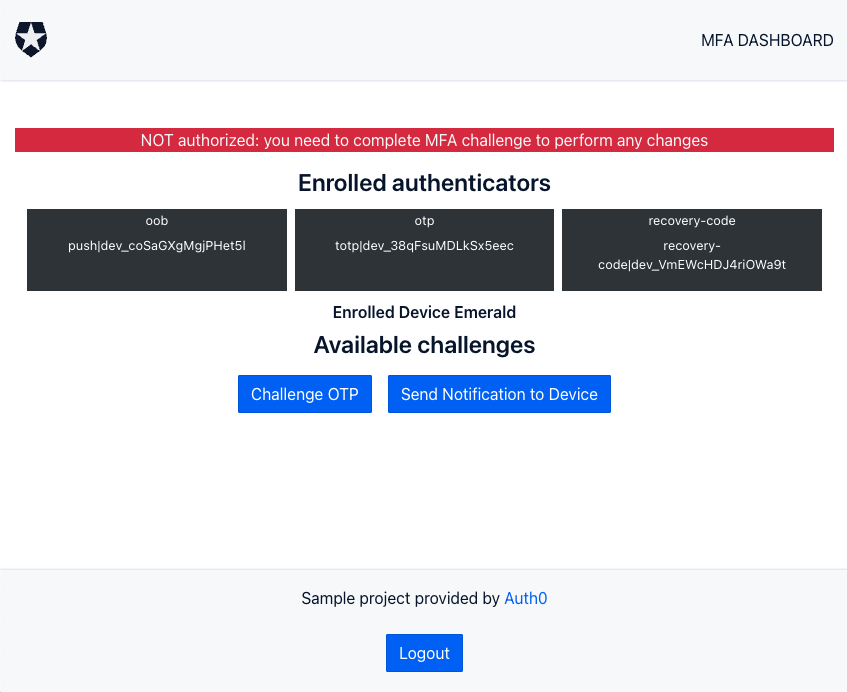 MFA DASHBOARD
NOT authorized: you need to complete MFA challenge to perform any changes
Enrolled authenticators
oob
push|dev_coSaGXgMgjPHet5I
otp
totp|dev_38qFsuMDLkSx5eec
recovery-code
recovery-
code|dev_VmEWcHDJ4riOWa9t
Enrolled Device Emerald
Available challenges
Challenge OTP
Send Notification to Device
Sample project provided by Auth0
Logout